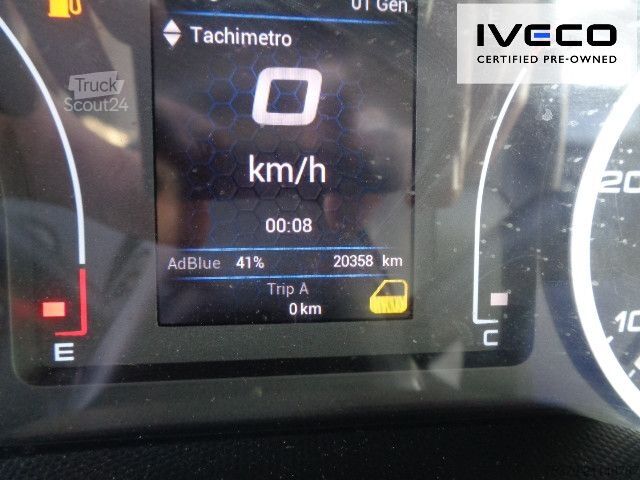 01 Gen
IVECO
CERTIFIED PRE-OWNED
Tachimetro
Truck
Scout24
0
km/h
00:08
20
AdBlue 41% 20358 km
Trip A
0 km
10
E
C